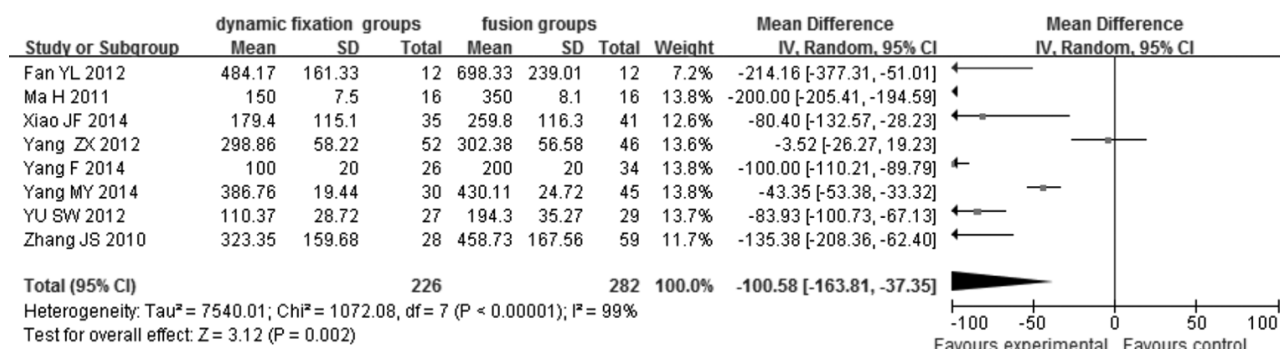 dynamic fixation groups fusion groups Mean Difference Mean Difference
Study or Subgroup Mean SD Total Mean SD Total Weight IV, Random, 95% CI IV, Random, 95% CI
Fan YL 2012 484.17 161.33 12 698.33 239.01 12 7.2% -214.16 [-377.31, -51.01]
Ma H 2011 150 7.5 16 350 8.1 16 13.8% -200.00 [-205.41, -194.59]
Xiao JF 2014 179.4 115.1 35 259.8 116.3 41 12.6% -80.40 [-132.57, -28.23]
Yang ZX 2012 298.86 58.22 52 302.38 56.58 46 13.6% -3.52 [-26.27, 19.23]
Yang F 2014 100 20 26 200 20 34 13.8% -100.00 [-110.21, -89.79]
Yang MY 2014 386.76 19.44 30 430.11 24.72 45 13.8% -43.35 [-53.38, -33.32]
YU SW 2012 110.37 28.72 27 194.3 35.27 29 13.7% -83.93 [-100.73, -67.13]
Zhang JS 2010 323.35 159.68 28 458.73 167.56 59 11.7% -135.38 [-208.36, -62.40]
Total (95% CI) 226 282 100.0% -100.58 [-163.81, -37.35]
Heterogeneity: Tau² = 7540.01; Chi² = 1072.08, df = 7 (P < 0.00001); I² = 99%
Test for overall effect: Z = 3.12 (P = 0.002)
-100 -50 0 50 100
Favours experimental Favours control